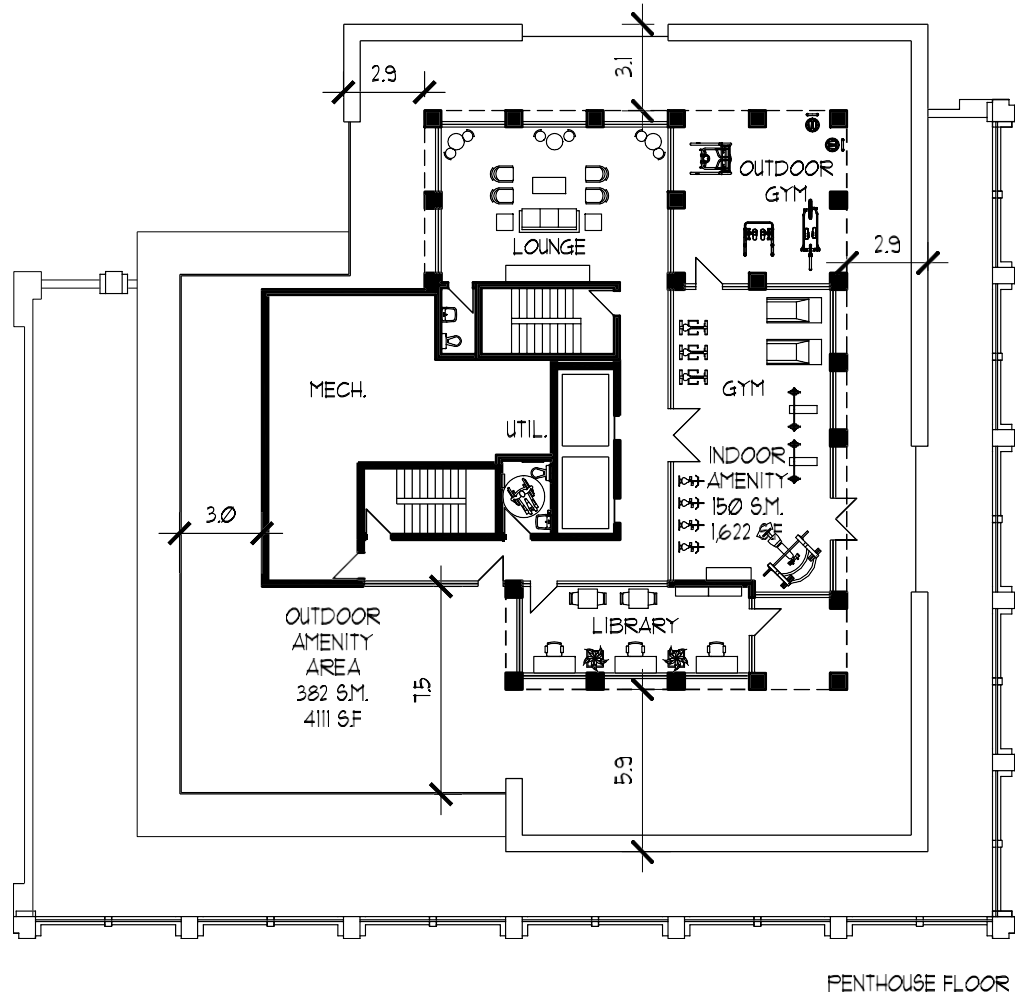 2.9
3.1
OUTDOOR
GYM
2.9
LOUNGE
MECH.
GYM
UTIL.
INDOOR
AMENITY
150 S.M.
1,622 SF
3.0
OUTDOOR
AMENITY
AREA
382 S.M.
4111 S.F
LIBRARY
7.5
5.9
PENTHOUSE FLOOR